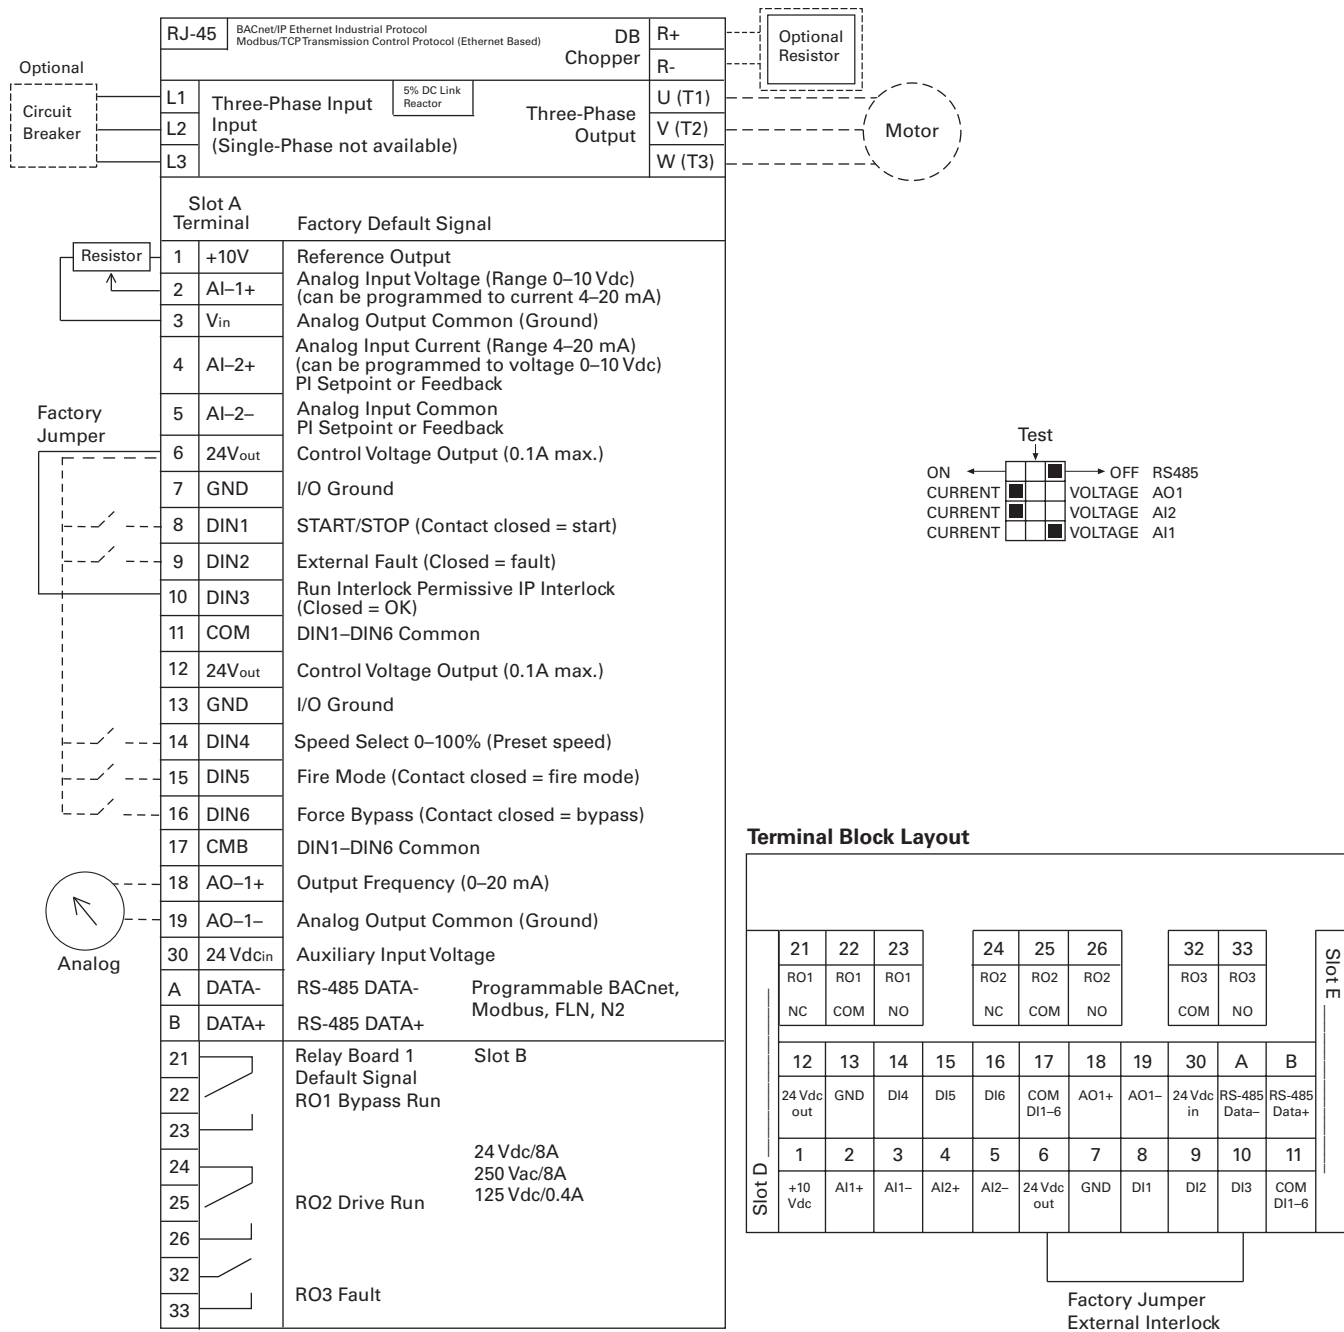 RJ-45
BACnet/IP Ethernet Industrial Protocol
Modbus/TCP Transmission Control Protocol (Ethernet Based)
DB
Chopper
R+
R-
Optional
Resistor
Optional
Circuit
Breaker
L1
L2
L3
Three-Phase Input
Input
(Single-Phase not available)
5% DC Link
Reactor
Three-Phase
Output
U (T1)
V (T2)
W (T3)
Motor
Slot A
Terminal
Factory Default Signal
Resistor
1 +10V Reference Output
2 AI–1+ Analog Input Voltage (Range 0–10 Vdc)
(can be programmed to current 4–20 mA)
3 Vin Analog Output Common (Ground)
4 AI–2+ Analog Input Current (Range 4–20 mA)
(can be programmed to voltage 0–10 Vdc)
PI Setpoint or Feedback
5 AI–2– Analog Input Common
PI Setpoint or Feedback
Factory
Jumper
6 24Vout Control Voltage Output (0.1A max.)
7 GND I/O Ground
8 DIN1 START/STOP (Contact closed = start)
9 DIN2 External Fault (Closed = fault)
10 DIN3 Run Interlock Permissive IP Interlock
(Closed = OK)
11 COM DIN1–DIN6 Common
12 24Vout Control Voltage Output (0.1A max.)
13 GND I/O Ground
14 DIN4 Speed Select 0–100% (Preset speed)
15 DIN5 Fire Mode (Contact closed = fire mode)
16 DIN6 Force Bypass (Contact closed = bypass)
17 CMB DIN1–DIN6 Common
18 AO–1+ Output Frequency (0–20 mA)
19 AO–1– Analog Output Common (Ground)
Analog
30 24 Vdcin Auxiliary Input Voltage
A DATA- RS-485 DATA-
B DATA+ RS-485 DATA+
Programmable BACnet,
Modbus, FLN, N2
21
22
23
24
25
26
32
33
Relay Board 1 Slot B
Default Signal
RO1 Bypass Run
24 Vdc/8A
250 Vac/8A
125 Vdc/0.4A
RO2 Drive Run
RO3 Fault
Test
ON OFF RS485
CURRENT VOLTAGE AO1
CURRENT VOLTAGE AI2
CURRENT VOLTAGE AI1
Terminal Block Layout
Slot D
Slot E
21 22 23 24 25 26 32 33
RO1 RO1 RO1 RO2 RO2 RO2 RO3 RO3
NC COM NO NC COM NO COM NO
12 13 14 15 16 17 18 19 30 A B
24 Vdc GND DI4 DI5 DI6 COM AO1+ AO1– 24 Vdc RS-485 RS-485
out DI1–6 in Data– Data+
1 2 3 4 5 6 7 8 9 10 11
+10 AI1+ AI1– AI2+ AI2– 24 Vdc GND DI1 DI2 DI3 COM
Vdc out DI1–6
Factory Jumper
External Interlock